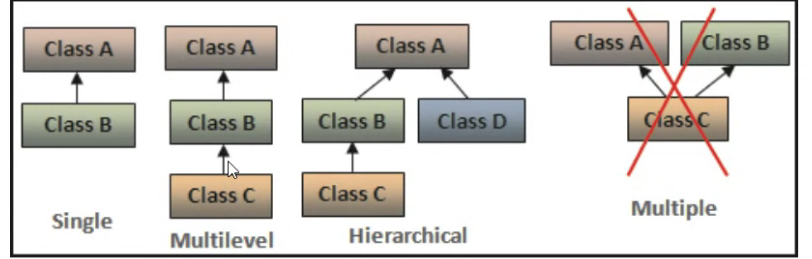 Class A
Class B
Single
Class A
Class B
Class C
Multilevel
Class A
Class B
Class D
Class C
Hierarchical
Class A
Class B
Class C
Multiple